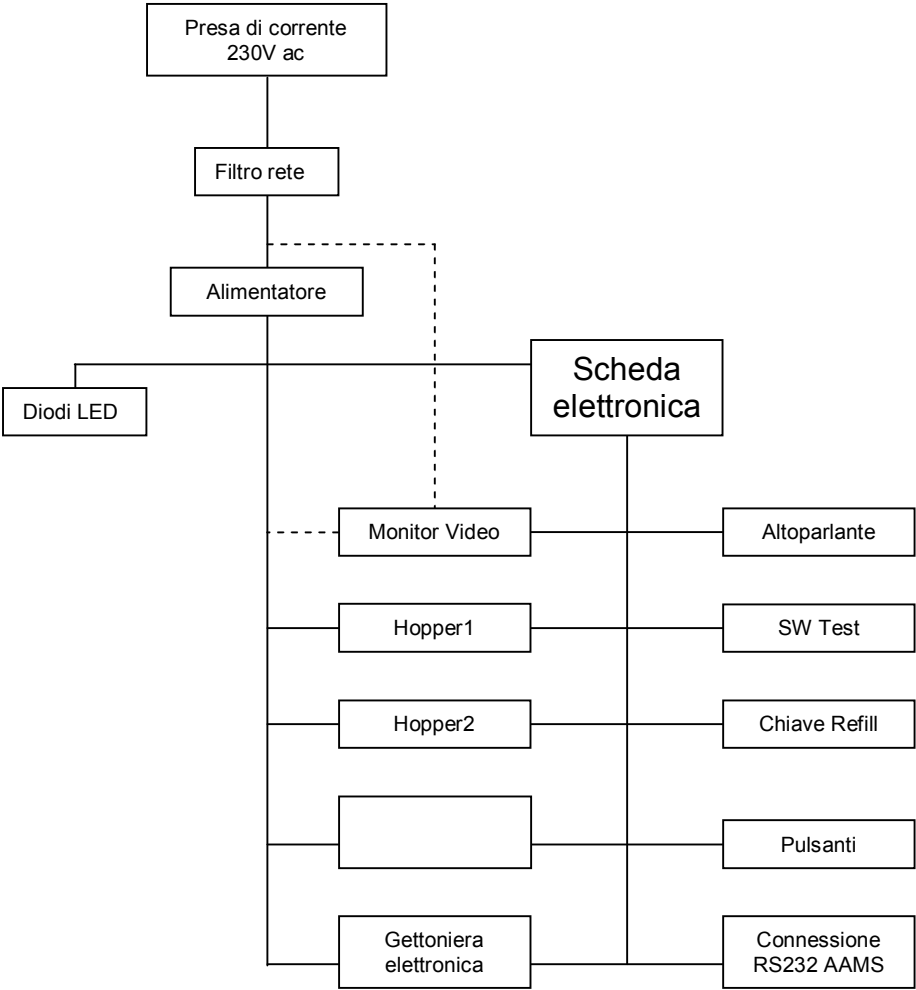 Presa di corrente
230V ac
Filtro rete
Alimentatore
Scheda
elettronica
Diodi LED
Monitor Video
Altoparlante
Hopper1
SW Test
Hopper2
Chiave Refill
Pulsanti
Gettoniera
elettronica
Connessione
RS232 AAMS